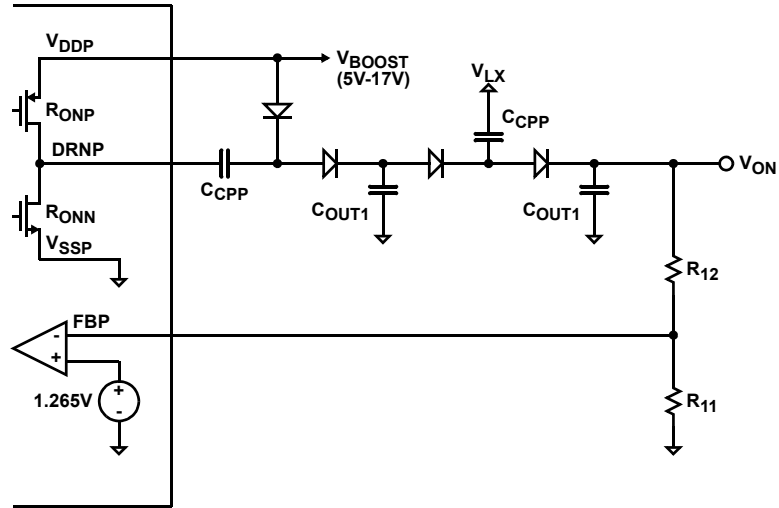 VDDP
VBOOST
(5V-17V)
VLX
RONP
CCPP
DRNP
CCPP
VON
RONN
COUT1
COUT1
VSSP
R12
FBP
-
+
1.265V
+
-
R11